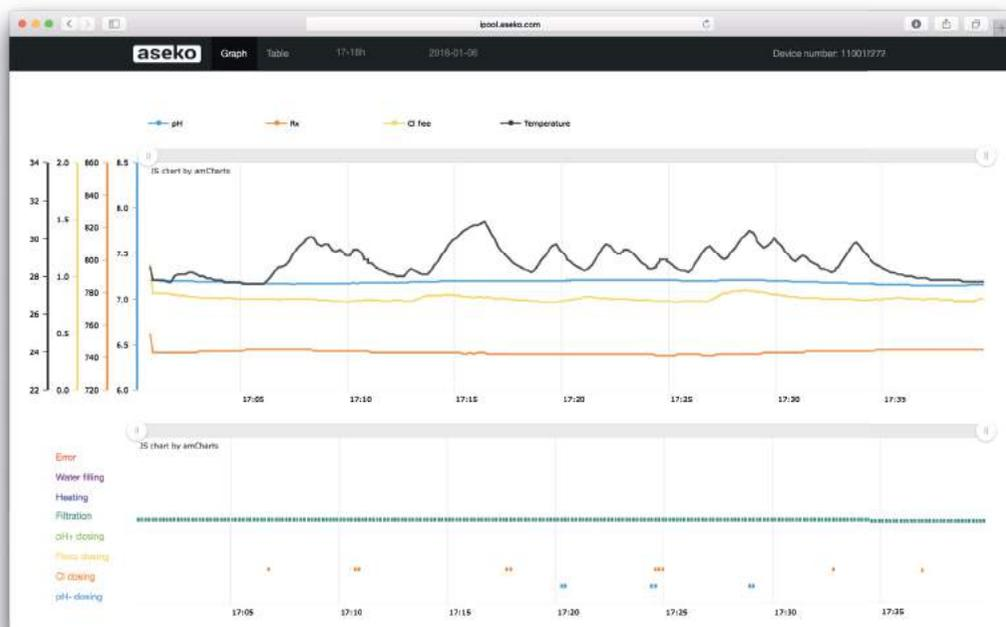 ipool.aseko.com
aseko Graph Table 17-18h 2016-01-06 Device number: 11001????
pH Rx Cl fee Temperature
JS chart by amCharts
34 2.0 860 8.5
32 840 8.0
1.5 820
30 800 7.5
28 1.0 780 7.0
26 760
0.5 6.5
24 740
22 0.0 720 6.0
17:05 17:10 17:15 17:20 17:25 17:30 17:35
JS chart by amCharts
Error
Water filling
Heating
Filtration
pH+ dosing
Flocc dosing
Cl dosing
pH- dosing
17:05 17:10 17:15 17:20 17:25 17:30 17:35